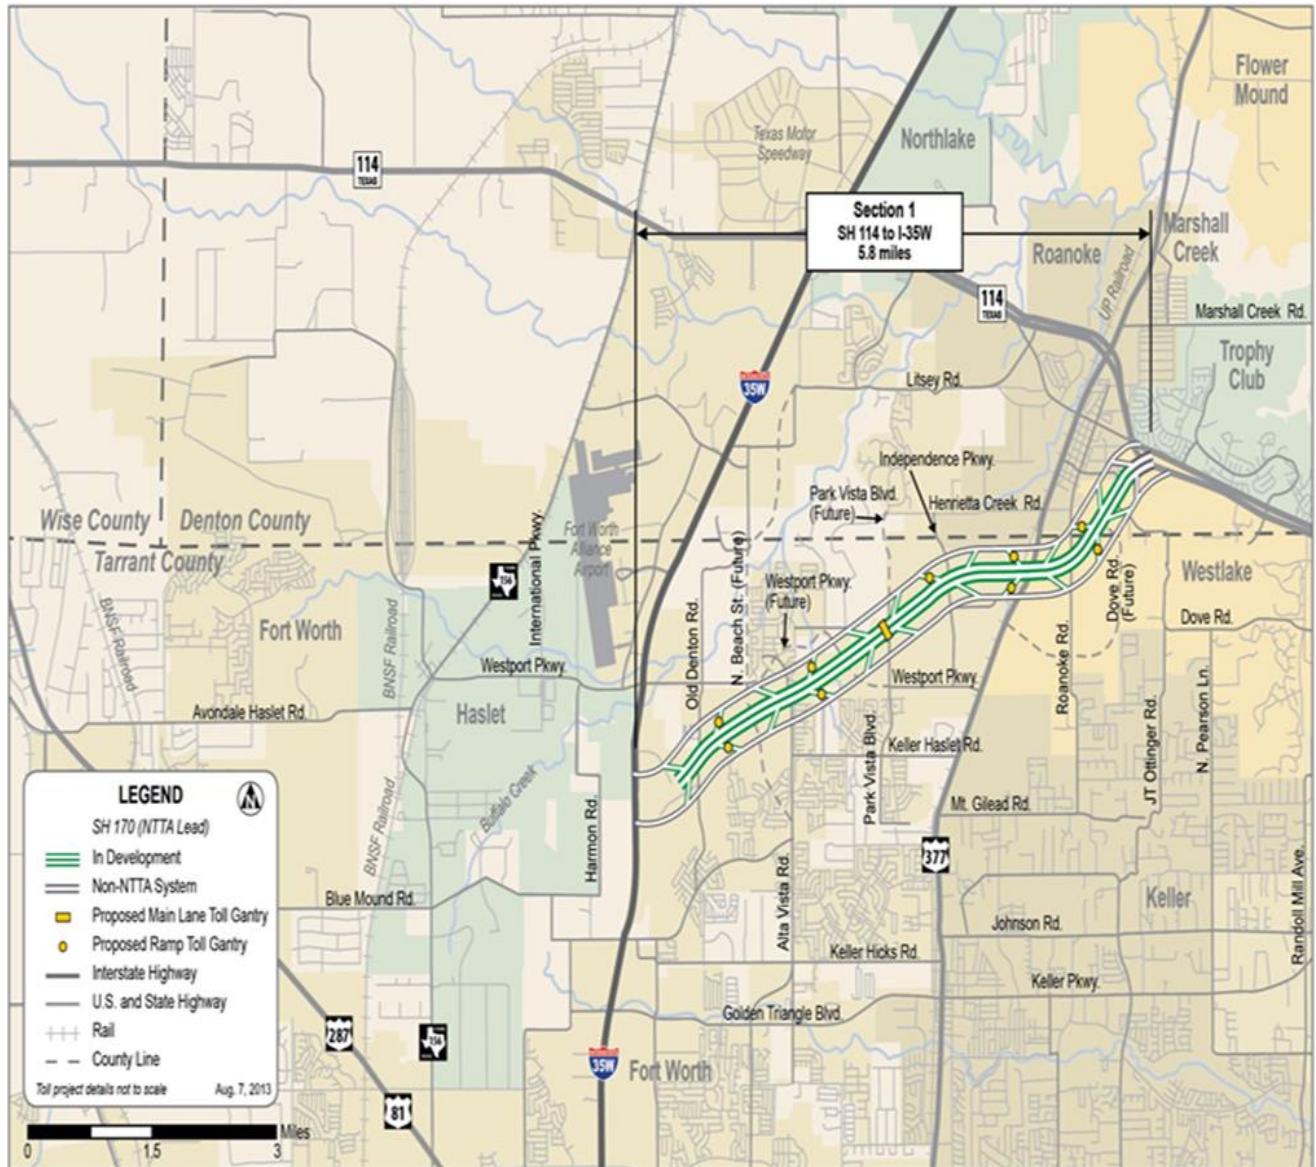 Flower
Mound
Texas Motor
Speedway
Northlake
114
TEXAS
Section 1
SH 114 to I-35W
5.8 miles
Marshall
Creek
Roanoke
UP Railroad
114
TEXAS
Marshall Creek Rd.
Trophy
Club
35W
Litsey Rd.
Independence Pkwy.
Park Vista Blvd.
(Future)
Henrietta Creek Rd.
Wise County
Denton County
Tarrant County
International Pkwy.
Fort Worth
Alliance
Airport
N. Beach St. (Future)
Westport Pkwy.
(Future)
Dove Rd.
(Future)
Westlake
Dove Rd.
156
BNSF Railroad
Fort Worth
BNSF Railroad
Westport Pkwy.
Old Denton Rd.
Westport Pkwy.
Roanoke Rd.
N. Pearson Ln.
JT Ottinger Rd.
Avondale Haslet Rd.
Haslet
Park Vista Blvd.
Keller Haslet Rd.
Mt. Gilead Rd.
BNSF Railroad
Buffalo Creek
Harmon Rd.
377
Alta Vista Rd.
Blue Mound Rd.
Keller
Johnson Rd.
Randoll Mill Ave.
Keller Hicks Rd.
Keller Pkwy.
Golden Triangle Blvd.
287
156
35W
Fort Worth
81
LEGEND
N
SH 170 (NTTA Lead)
In Development
Non-NTTA System
Proposed Main Lane Toll Gantry
Proposed Ramp Toll Gantry
Interstate Highway
U.S. and State Highway
Rail
County Line
Toll project details not to scale Aug. 7, 2013
Miles
0 1.5 3